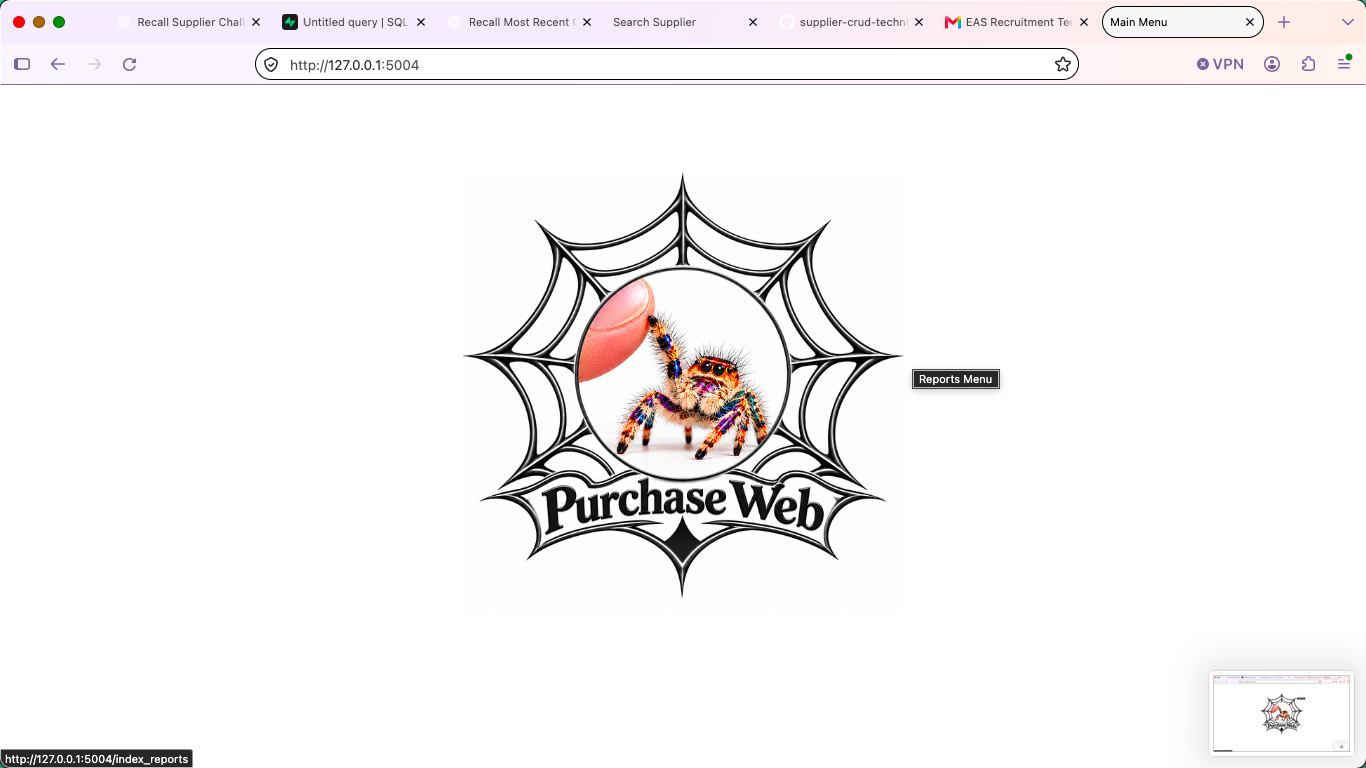 Recall Supplier Chall
Untitled query | SQL
Recall Most Recent C
Search Supplier
supplier-crud-techni
EAS Recruitment Tec
Main Menu
http://127.0.0.1:5004
VPN
Reports Menu
Purchase Web
http://127.0.0.1:5004/index_reports